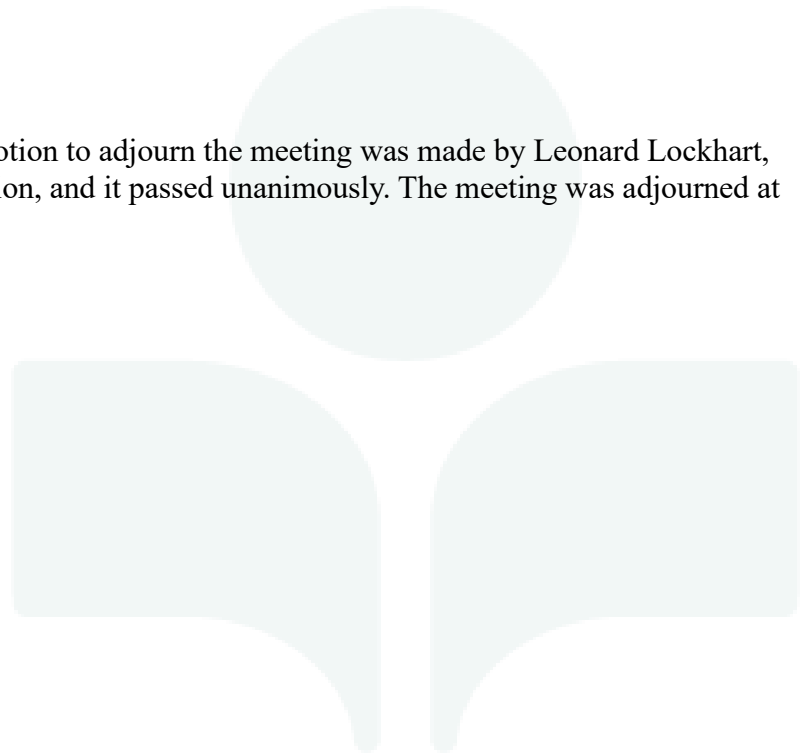 otion to adjourn the meeting was made by Leonard Lockhart,
on, and it passed unanimously. The meeting was adjourned at